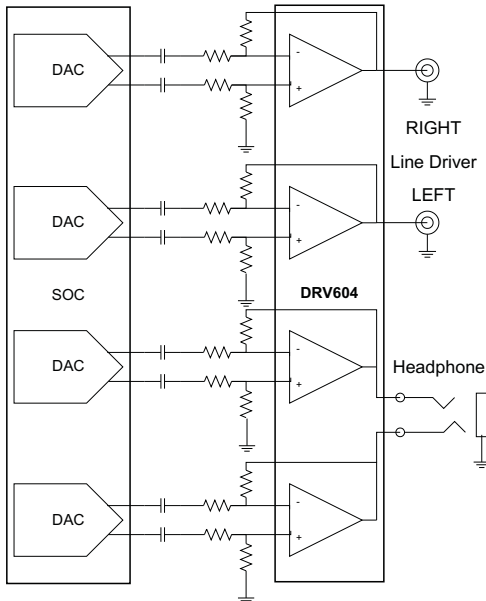 DAC
-
+
RIGHT
Line Driver
LEFT
DAC
-
+
SOC
DRV604
DAC
-
+
Headphone
DAC
-
+